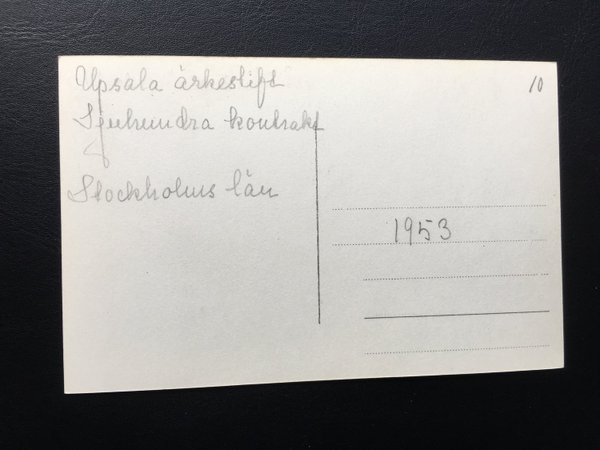 Upsala ärkestift
10
Sjuhundra kontrakt
Stockholms län
1953